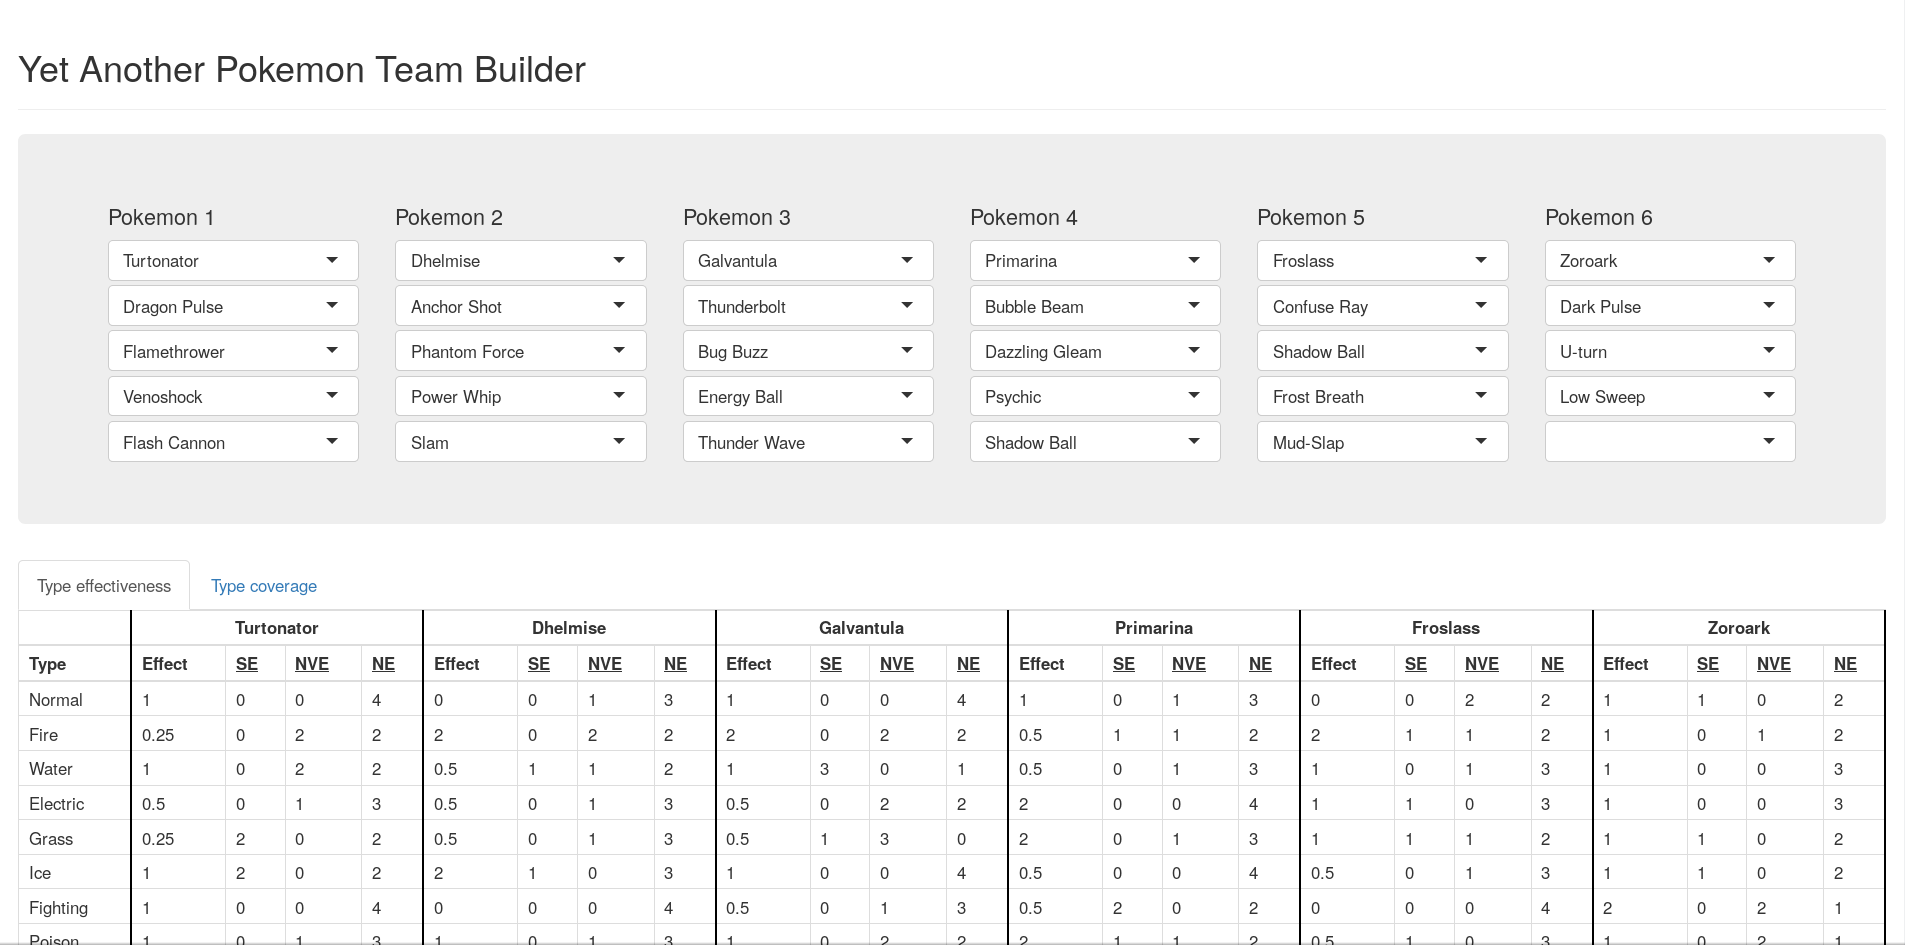 Yet Another Pokemon Team Builder
Pokemon 1 Pokemon 2 Pokemon 3 Pokemon 4 Pokemon 5 Pokemon 6
Turtonator Dhelmise Galvantula Primarina Froslass Zoroark
Dragon Pulse Anchor Shot Thunderbolt Bubble Beam Confuse Ray Dark Pulse
Flamethrower Phantom Force Bug Buzz Dazzling Gleam Shadow Ball U-turn
Venoshock Power Whip Energy Ball Psychic Frost Breath Low Sweep
Flash Cannon Slam Thunder Wave Shadow Ball Mud-Slap
Type effectiveness Type coverage
Turtonator Dhelmise Galvantula Primarina Froslass Zoroark
Type Effect SE NVE NE Effect SE NVE NE Effect SE NVE NE Effect SE NVE NE Effect SE NVE NE Effect SE NVE NE
Normal 1 0 0 4 0 0 1 3 1 0 0 4 1 0 1 3 0 0 2 2 1 1 0 2
Fire 0.25 0 2 2 2 0 2 2 2 0 2 2 0.5 1 1 2 2 1 1 2 1 0 1 2
Water 1 0 2 2 0.5 1 1 2 1 3 0 1 0.5 0 1 3 1 0 1 3 1 0 0 3
Electric 0.5 0 1 3 0.5 0 1 3 0.5 0 2 2 2 0 0 4 1 1 0 3 1 0 0 3
Grass 0.25 2 0 2 0.5 0 1 3 0.5 1 3 0 2 0 1 3 1 1 1 2 1 1 0 2
Ice 1 2 0 2 2 1 0 3 1 0 0 4 0.5 0 0 4 0.5 0 1 3 1 1 0 2
Fighting 1 0 0 4 0 0 0 4 0.5 0 1 3 0.5 2 0 2 0 0 0 4 2 0 2 1
Poison 1 0 1 3 1 0 1 3 1 0 2 2 2 1 1 2 0.5 1 0 3 1 0 2 1